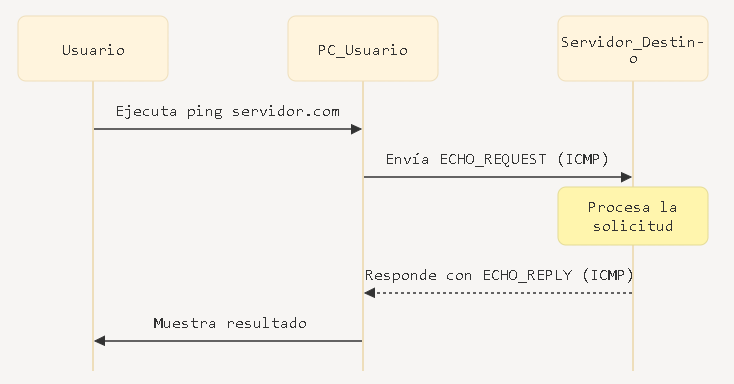 Usuario
PC_Usuario
Servidor_Destin-
o
Ejecuta ping servidor.com
Envía ECHO_REQUEST (ICMP)
Procesa la
solicitud
Responde con ECHO_REPLY (ICMP)
Muestra resultado